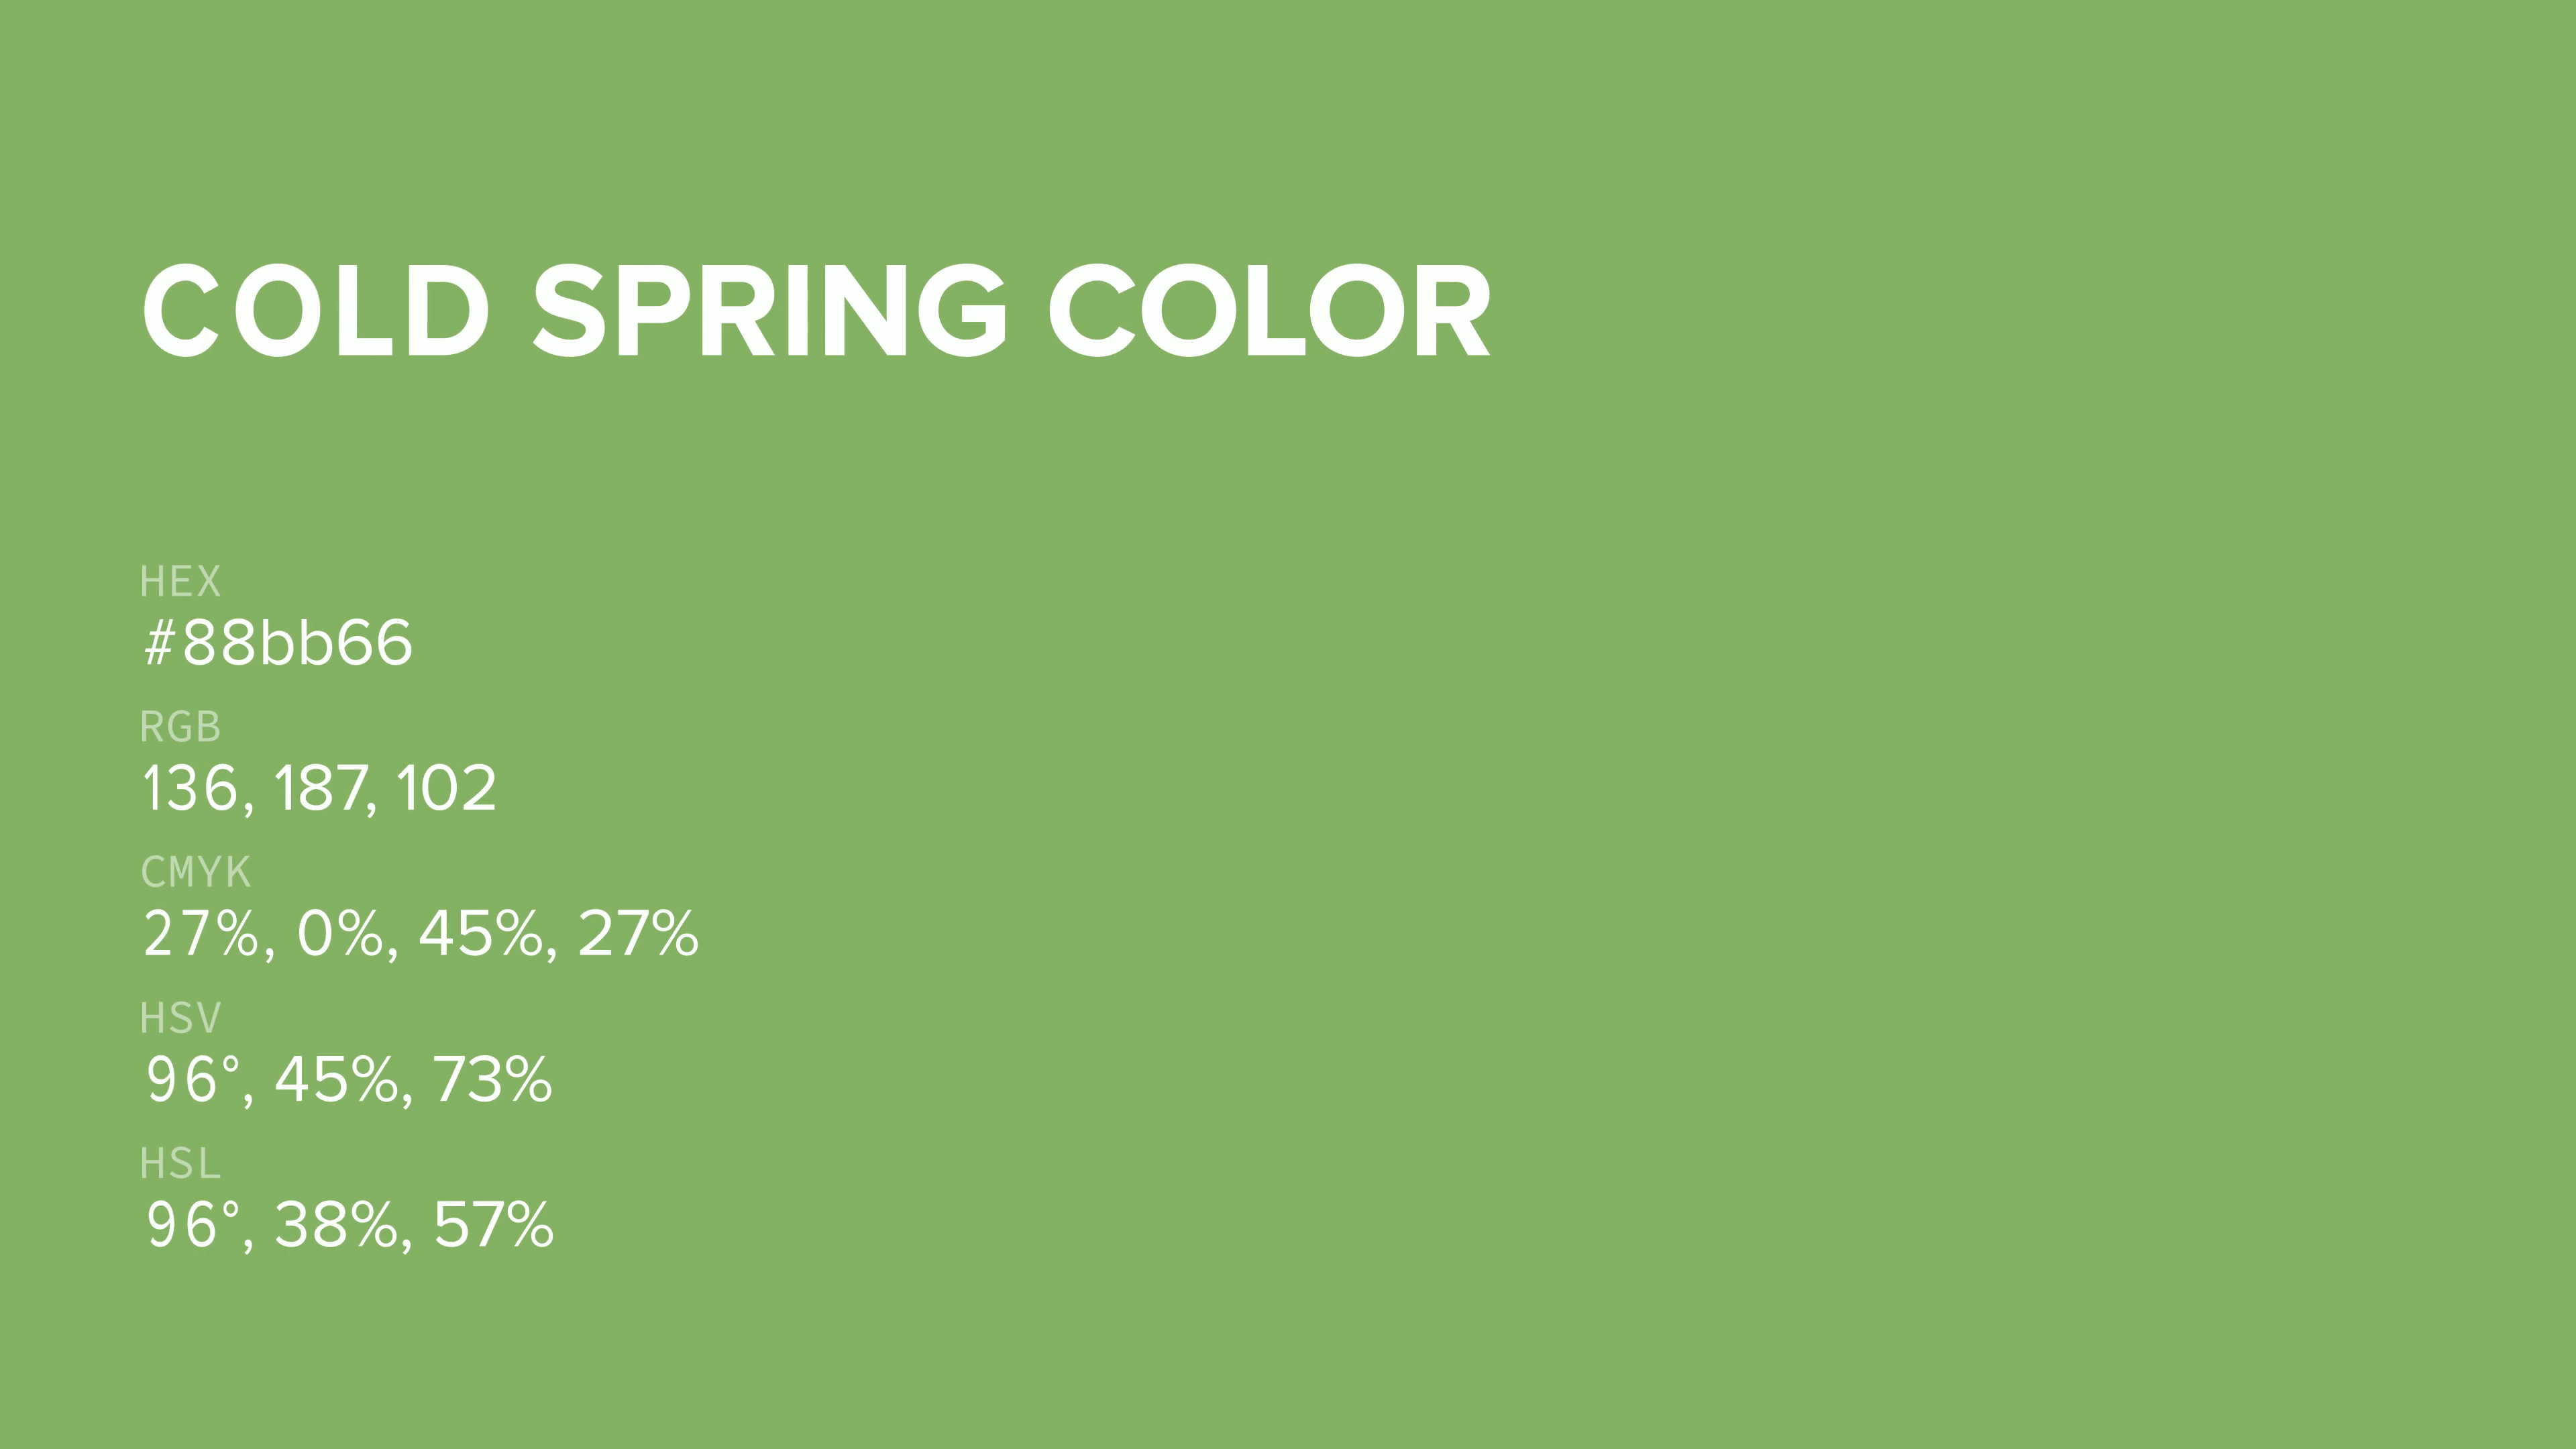 COLD SPRING COLOR
HEX
#88bb66
RGB
136, 187, 102
CMYK
27%, 0%, 45%, 27%
HSV
96°, 45%, 73%
HSL
96°, 38%, 57%